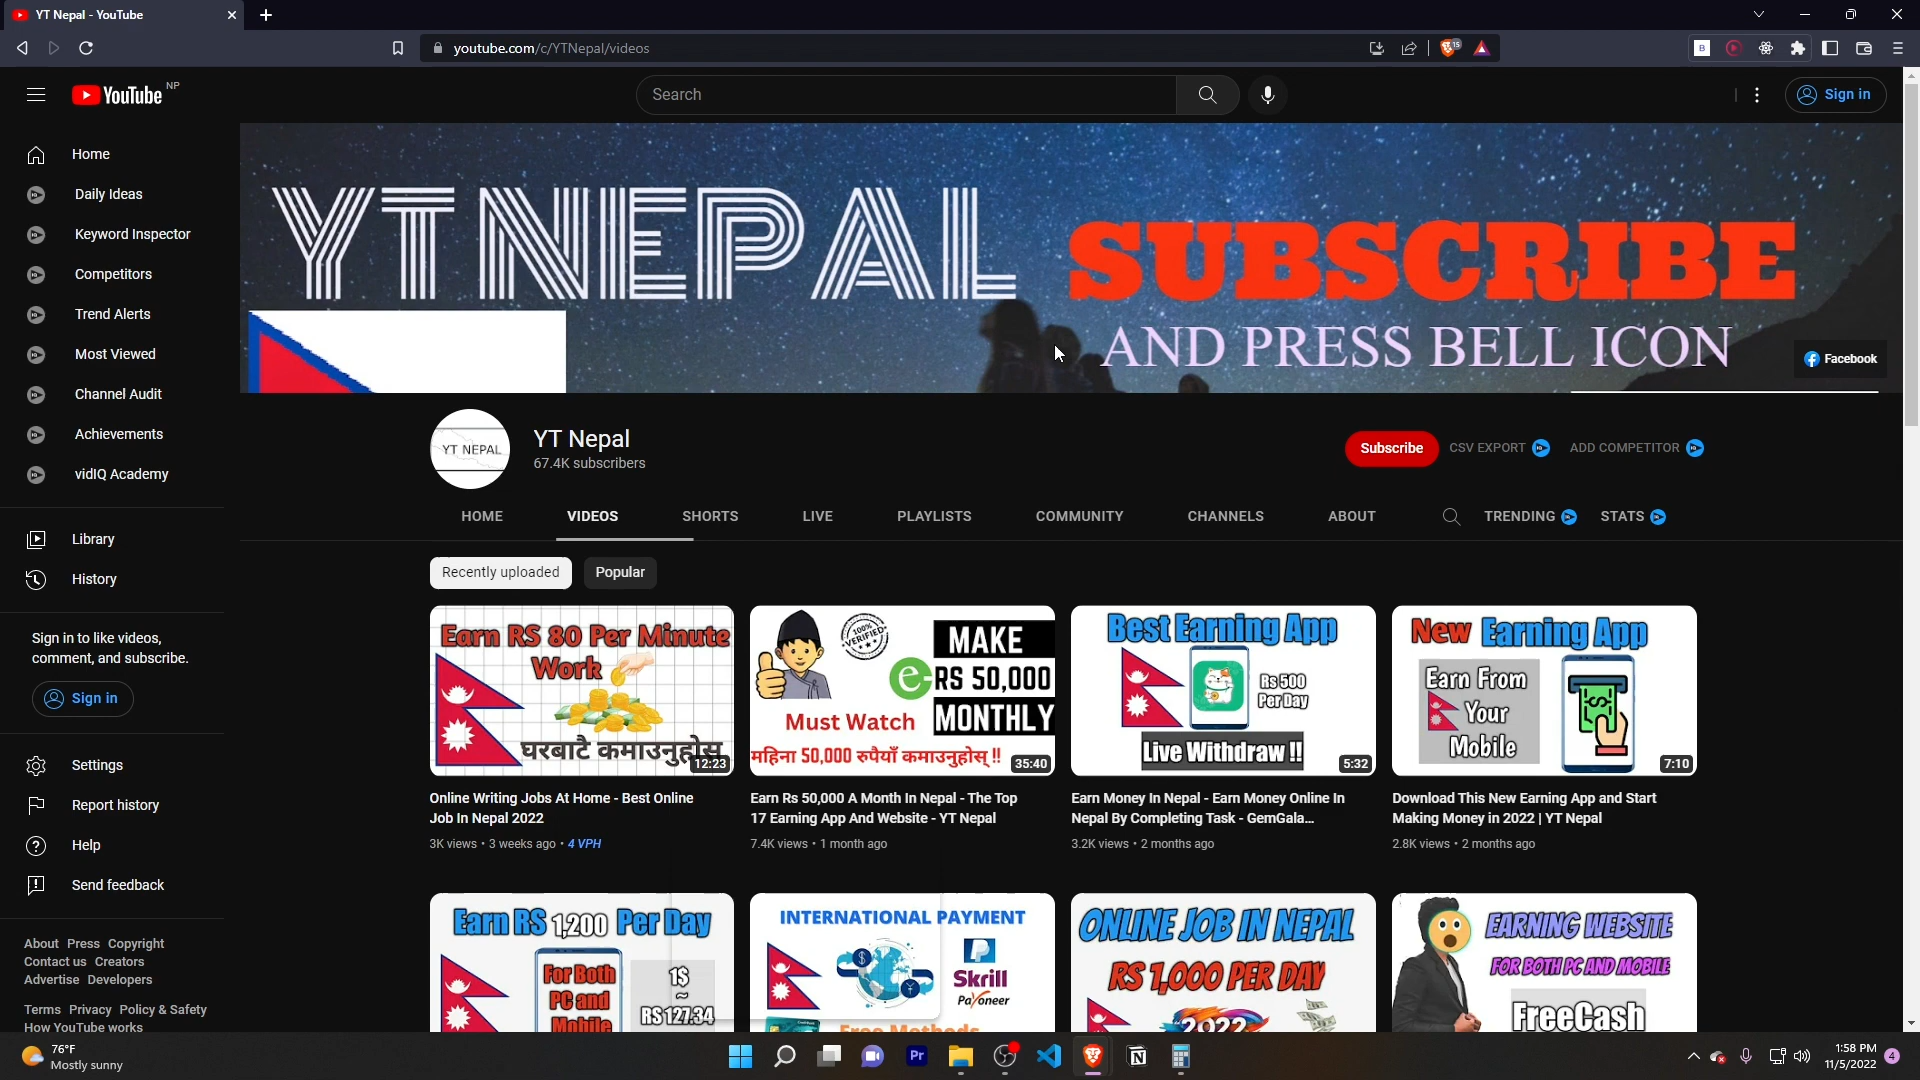 YT Nepal - YouTube
youtube.com/c/YTNepal/videos
15
B
YouTube NP
Search
Sign in
Home
Daily Ideas
Keyword Inspector
Competitors
Trend Alerts
Most Viewed
Channel Audit
Achievements
vidIQ Academy
Library
History
Sign in to like videos,
comment, and subscribe.
Sign in
Settings
Report history
Help
Send feedback
About Press Copyright
Contact us Creators
Advertise Developers
Terms Privacy Policy & Safety
How YouTube works
YTNEPAL
SUBSCRIBE
AND PRESS BELL ICON
Facebook
YT NEPAL
YT Nepal
67.4K subscribers
Subscribe
CSV EXPORT
ADD COMPETITOR
HOME
VIDEOS
SHORTS
LIVE
PLAYLISTS
COMMUNITY
CHANNELS
ABOUT
TRENDING
STATS
Recently uploaded
Popular
Earn RS 80 Per Minute
Work
घरबाटै कमाउनुहोस
12:23
Online Writing Jobs At Home - Best Online
Job In Nepal 2022
3K views • 3 weeks ago • 4 VPH
100%
VERIFIED
MAKE
e-RS 50,000
MONTHLY
Must Watch
महिना 50,000 रुपैयाँ कमाउनुहोस् !!
35:40
Earn Rs 50,000 A Month In Nepal - The Top
17 Earning App And Website - YT Nepal
7.4K views • 1 month ago
Best Earning App
Rs 500
Per Day
Live Withdraw !!
5:32
Earn Money In Nepal - Earn Money Online In
Nepal By Completing Task - GemGala...
3.2K views • 2 months ago
New Earning App
Earn From
Your
Mobile
7:10
Download This New Earning App and Start
Making Money in 2022 | YT Nepal
2.8K views • 2 months ago
Earn RS 1,200 Per Day
For Both
PC and
Mobile
1$
~
RS 127.34
INTERNATIONAL PAYMENT
Skrill
Payoneer
Free Methods
ONLINE JOB IN NEPAL
RS 1,000 PER DAY
2022
EARNING WEBSITE
FOR BOTH PC AND MOBILE
FreeCash
76°F
Mostly sunny
Pr
1:58 PM
11/5/2022
4